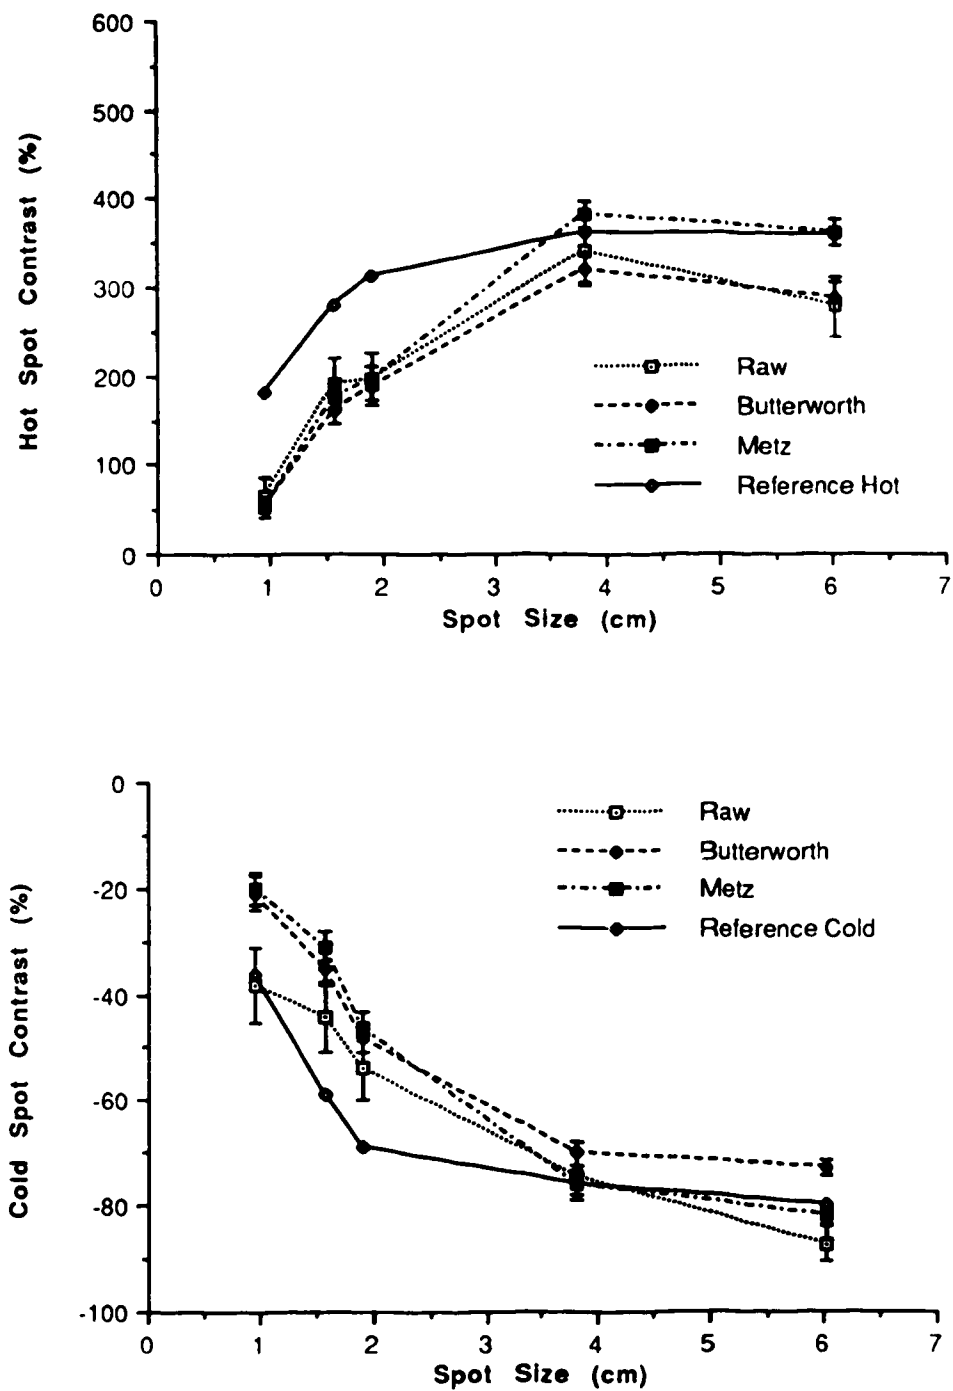 600
500
400
300
200
100
0
Hot Spot Contrast (%)
Raw
Butterworth
Metz
Reference Hot
0 1 2 3 4 5 6 7
Spot Size (cm)
0
-20
-40
-60
-80
-100
Cold Spot Contrast (%)
Raw
Butterworth
Metz
Reference Cold
0 1 2 3 4 5 6 7
Spot Size (cm)